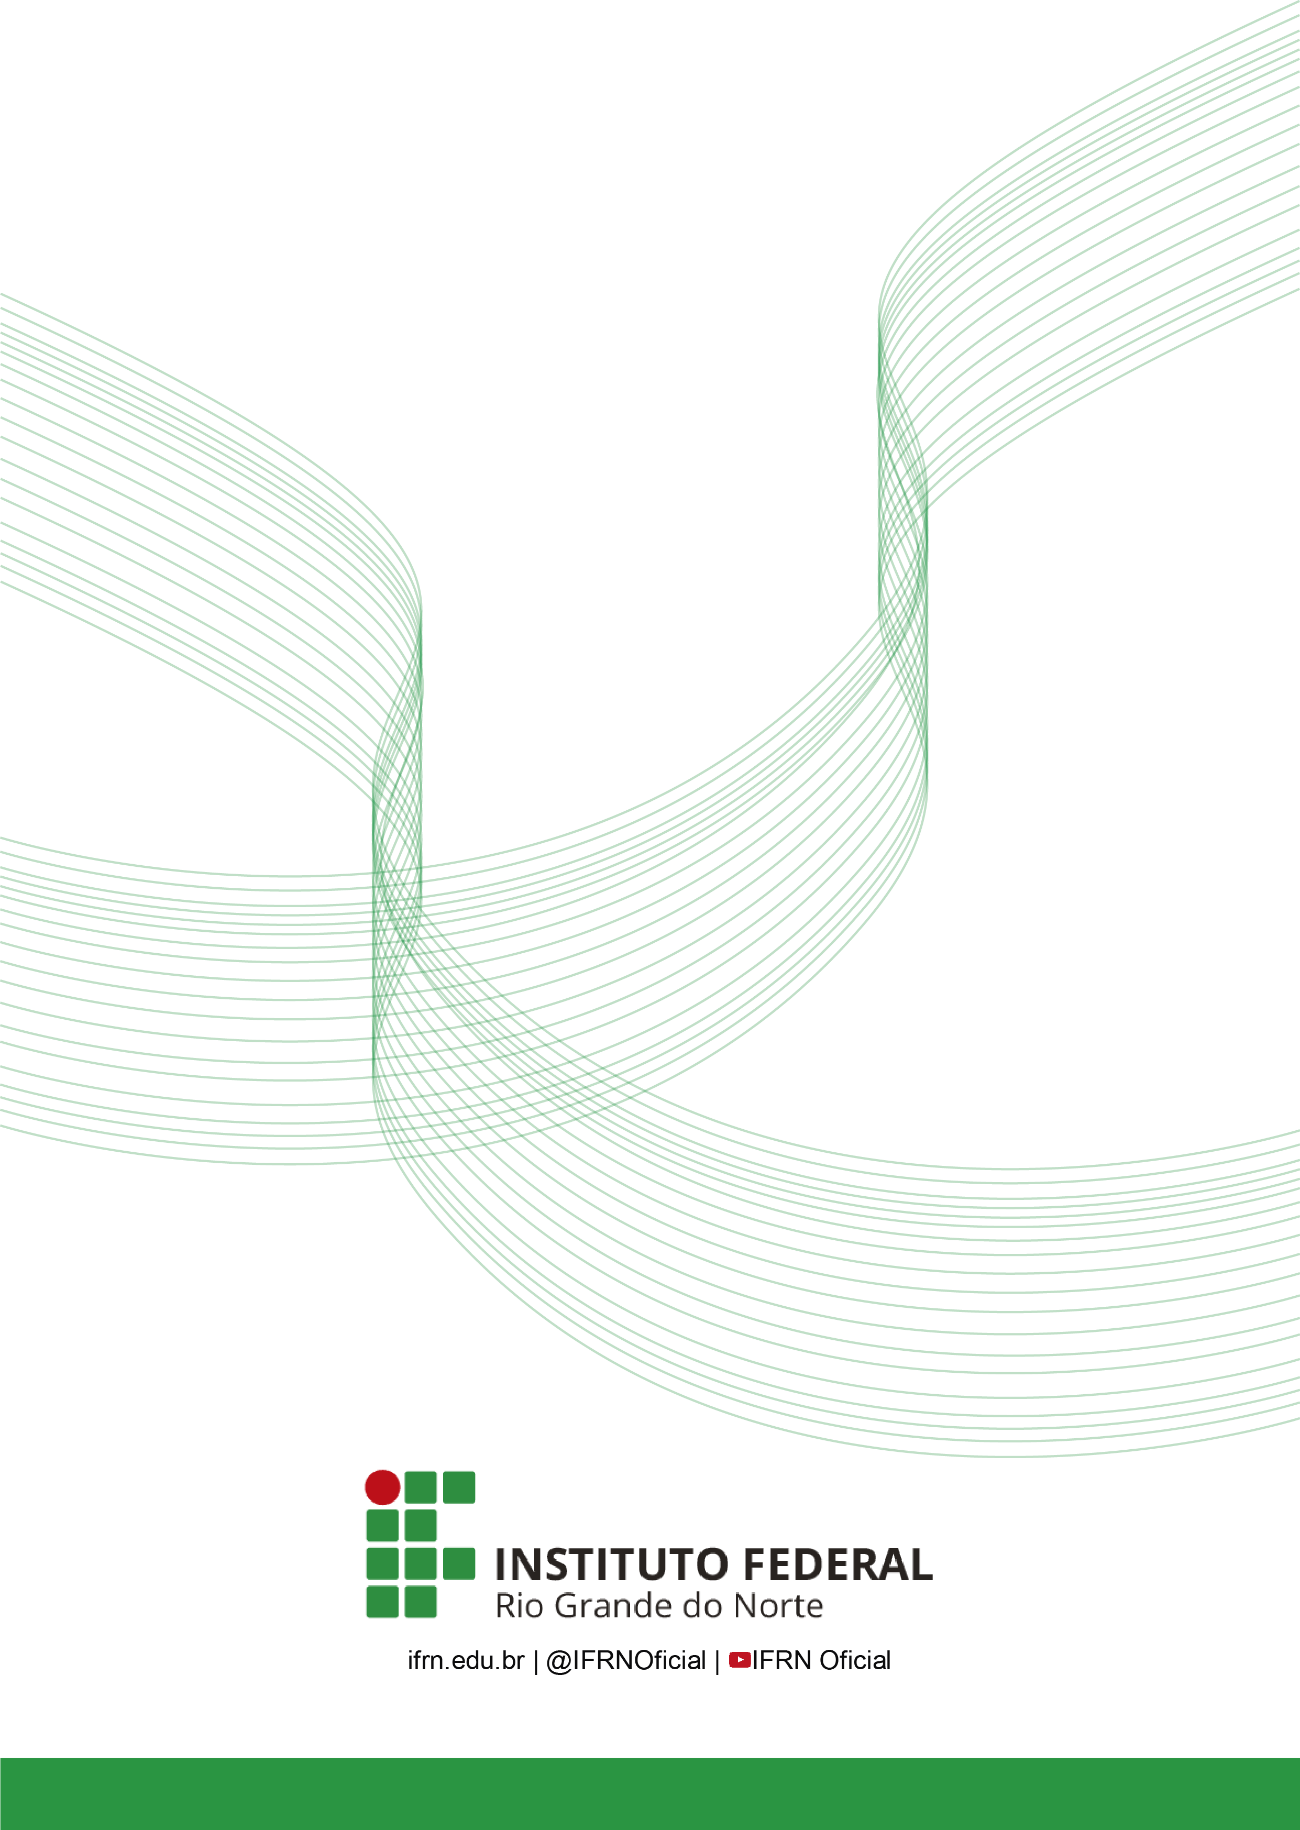 INSTITUTO FEDERAL
Rio Grande do Norte
ifrn.edu.br | @IFRNOficial | IFRN Oficial